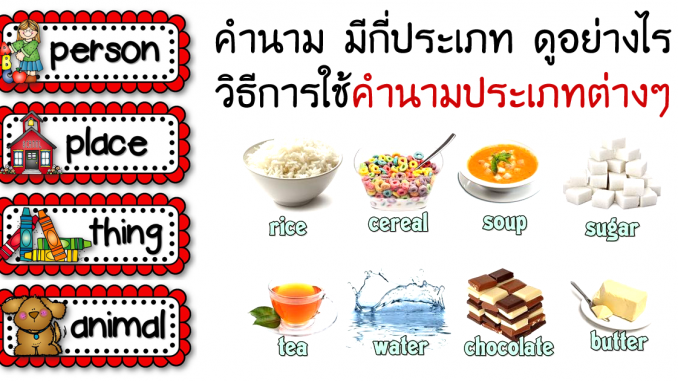 person
place
thing
animal
คำนาม มีกี่ประเภท ดูอย่างไร
วิธีการใช้คำนามประเภทต่างๆ
rice cereal soup sugar
tea water chocolate butter